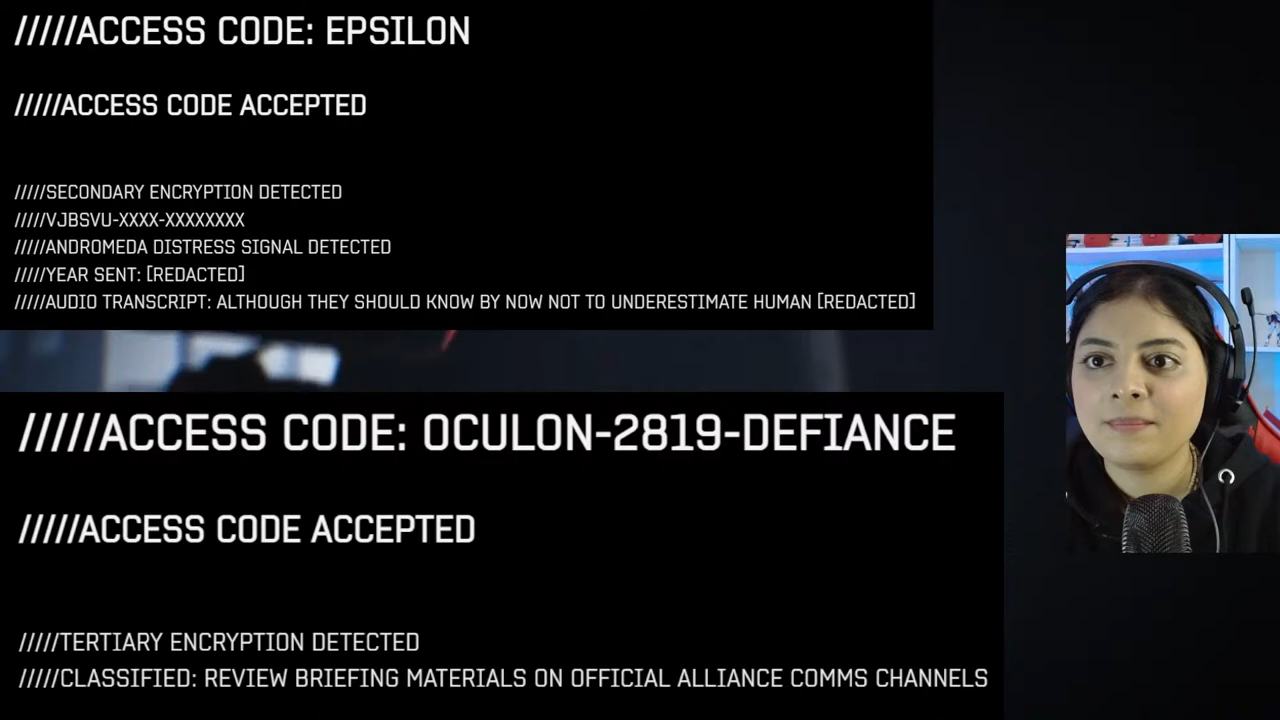 /////ACCESS CODE: EPSILON
/////ACCESS CODE ACCEPTED
/////SECONDARY ENCRYPTION DETECTED
/////VJBSVU-XXXX-XXXXXXXX
/////ANDROMEDA DISTRESS SIGNAL DETECTED
/////YEAR SENT: [REDACTED]
/////AUDIO TRANSCRIPT: ALTHOUGH THEY SHOULD KNOW BY NOW NOT TO UNDERESTIMATE HUMAN [REDACTED]
/////ACCESS CODE: OCULON-2819-DEFIANCE
/////ACCESS CODE ACCEPTED
/////TERTIARY ENCRYPTION DETECTED
/////CLASSIFIED: REVIEW BRIEFING MATERIALS ON OFFICIAL ALLIANCE COMMS CHANNELS